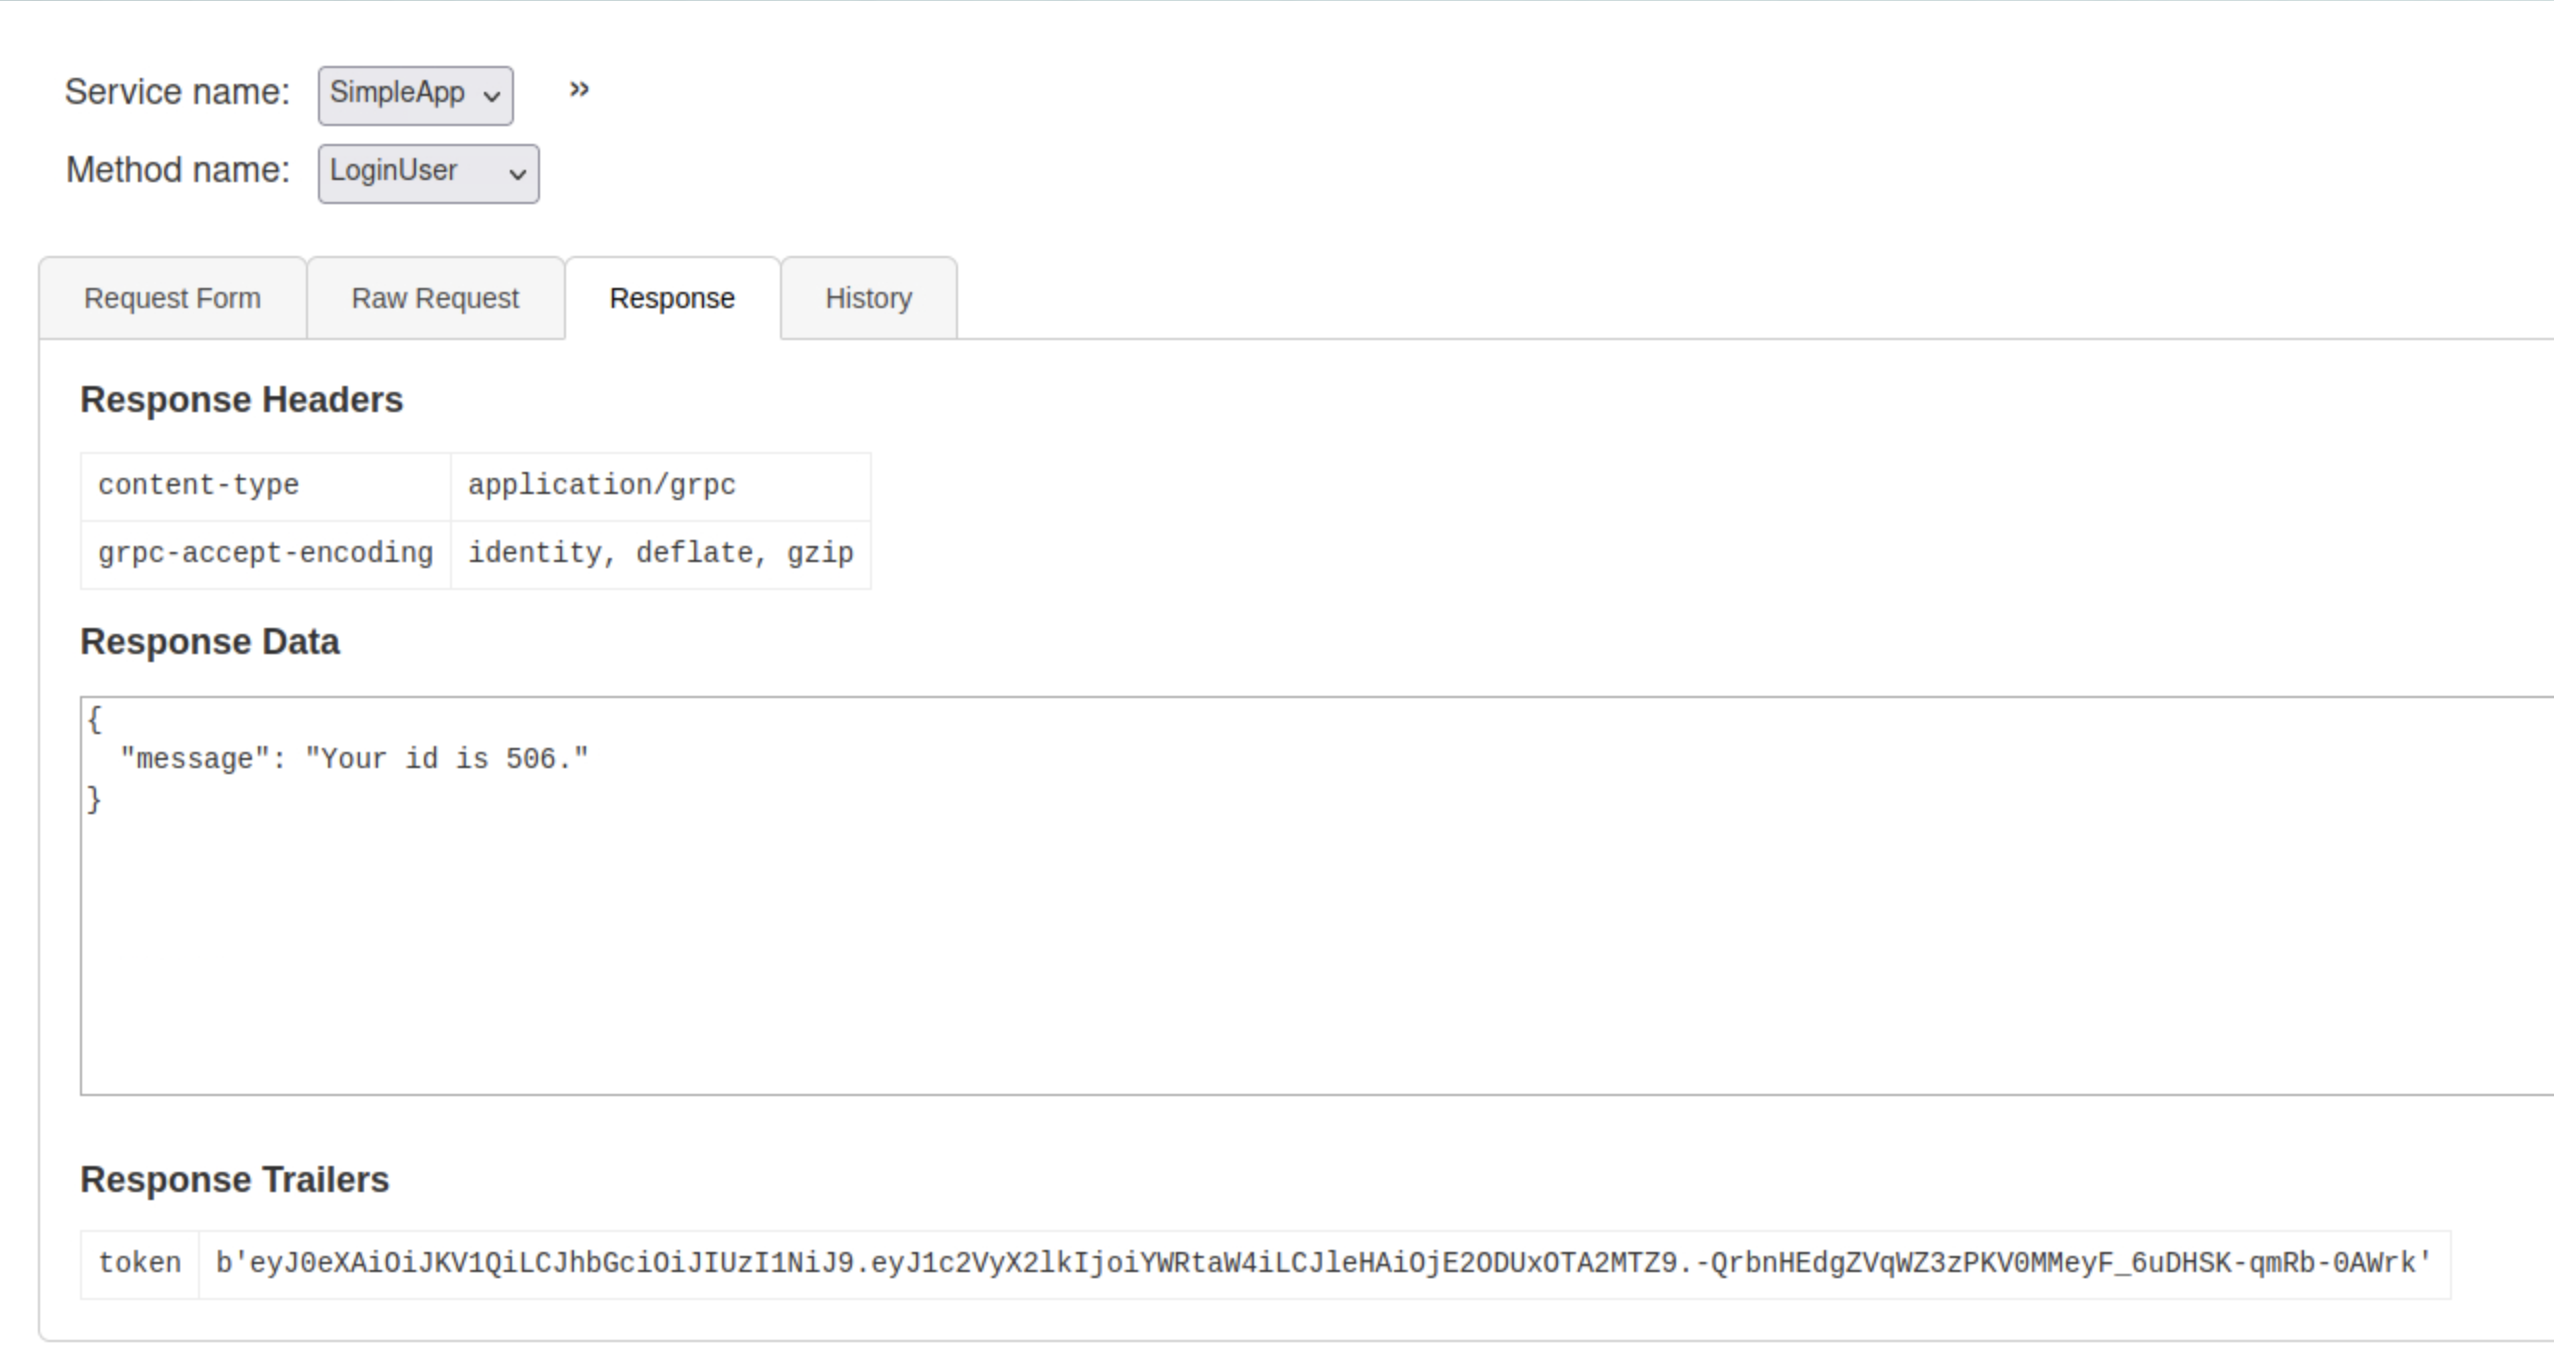 Service name: SimpleApp »
Method name: LoginUser
Request Form Raw Request Response History
Response Headers
content-type application/grpc
grpc-accept-encoding identity, deflate, gzip
Response Data
{
"message": "Your id is 506."
}
Response Trailers
token b'eyJ0eXAiOiJKV1QiLCJhbGciOiJIUzI1NiJ9.eyJ1c2VyX2lkIjoiYWRtaW4iLCJleHAiOjE2ODUxOTA2MTZ9.-QrbnHEdgZVqWZ3zPKV0MMeyF_6uDHSK-qmRb-0AWrk'